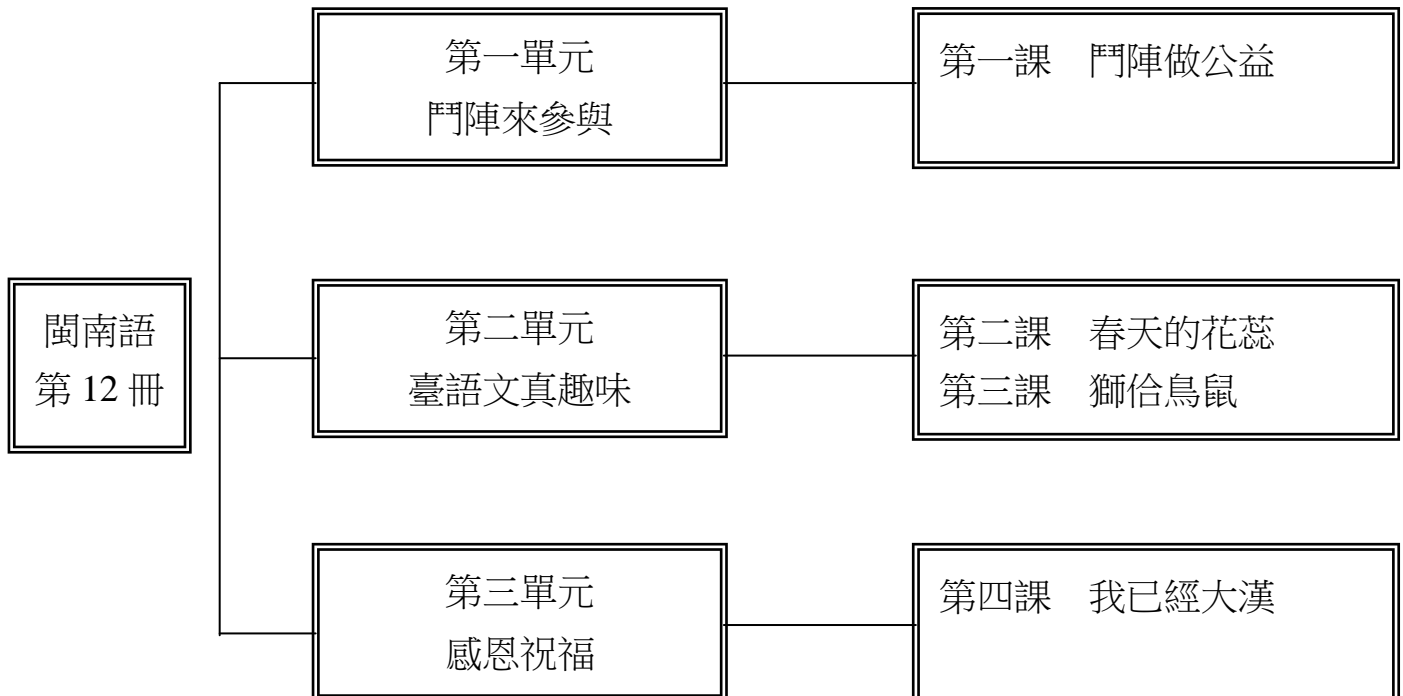 閩南語
第 12 冊
第一單元
鬥陣來參與
第一課　鬥陣做公益
第二單元
臺語文真趣味
第二課　春天的花蕊
第三課　獅佮鳥鼠
第三單元
感恩祝福
第四課　我已經大漢